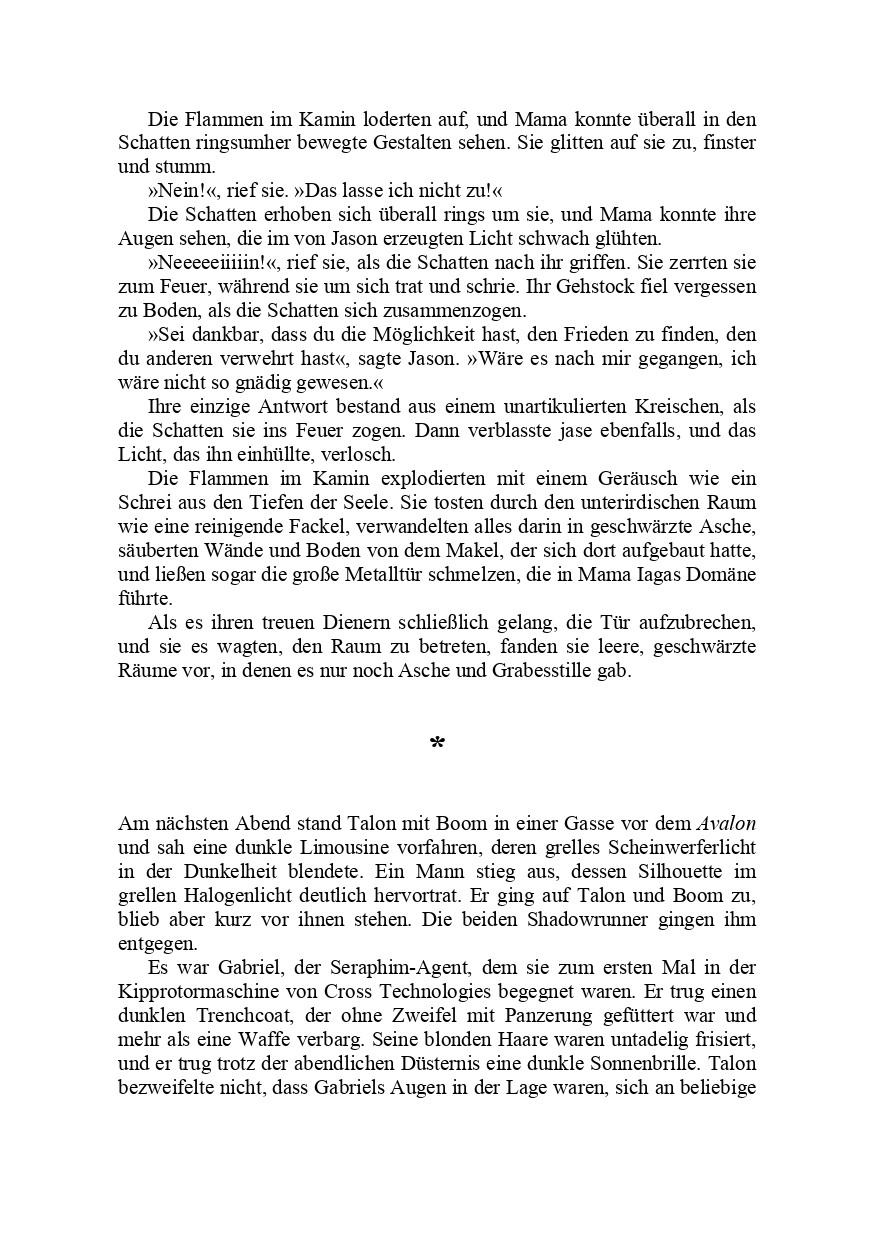 Die Flammen im Kamin loderten auf, und Mama konnte überall in den
Schatten ringsumher bewegte Gestalten sehen. Sie glitten auf sie zu, finster
und stumm.
»Nein!«, rief sie. »Das lasse ich nicht zu!«
Die Schatten erhoben sich überall rings um sie, und Mama konnte ihre
Augen sehen, die im von Jason erzeugten Licht schwach glühten.
»Neeeeeiiiiin!«, rief sie, als die Schatten nach ihr griffen. Sie zerrten sie
zum Feuer, während sie um sich trat und schrie. Ihr Gehstock fiel vergessen
zu Boden, als die Schatten sich zusammenzogen.
»Sei dankbar, dass du die Möglichkeit hast, den Frieden zu finden, den
du anderen verwehrt hast«, sagte Jason. »Wäre es nach mir gegangen, ich
wäre nicht so gnädig gewesen.«
Ihre einzige Antwort bestand aus einem unartikulierten Kreischen, als
die Schatten sie ins Feuer zogen. Dann verblasste jase ebenfalls, und das
Licht, das ihn einhüllte, verlosch.
Die Flammen im Kamin explodierten mit einem Geräusch wie ein
Schrei aus den Tiefen der Seele. Sie tosten durch den unterirdischen Raum
wie eine reinigende Fackel, verwandelten alles darin in geschwärzte Asche,
säuberten Wände und Boden von dem Makel, der sich dort aufgebaut hatte,
und ließen sogar die große Metalltür schmelzen, die in Mama Iagas Domäne
führte.
Als es ihren treuen Dienern schließlich gelang, die Tür aufzubrechen,
und sie es wagten, den Raum zu betreten, fanden sie leere, geschwärzte
Räume vor, in denen es nur noch Asche und Grabesstille gab.
*
Am nächsten Abend stand Talon mit Boom in einer Gasse vor dem Avalon
und sah eine dunkle Limousine vorfahren, deren grelles Scheinwerferlicht
in der Dunkelheit blendete. Ein Mann stieg aus, dessen Silhouette im
grellen Halogenlicht deutlich hervortrat. Er ging auf Talon und Boom zu,
blieb aber kurz vor ihnen stehen. Die beiden Shadowrunner gingen ihm
entgegen.
Es war Gabriel, der Seraphim-Agent, dem sie zum ersten Mal in der
Kipprotormaschine von Cross Technologies begegnet waren. Er trug einen
dunklen Trenchcoat, der ohne Zweifel mit Panzerung gefüttert war und
mehr als eine Waffe verbarg. Seine blonden Haare waren untadelig frisiert,
und er trug trotz der abendlichen Düsternis eine dunkle Sonnenbrille. Talon
bezweifelte nicht, dass Gabriels Augen in der Lage waren, sich an beliebige